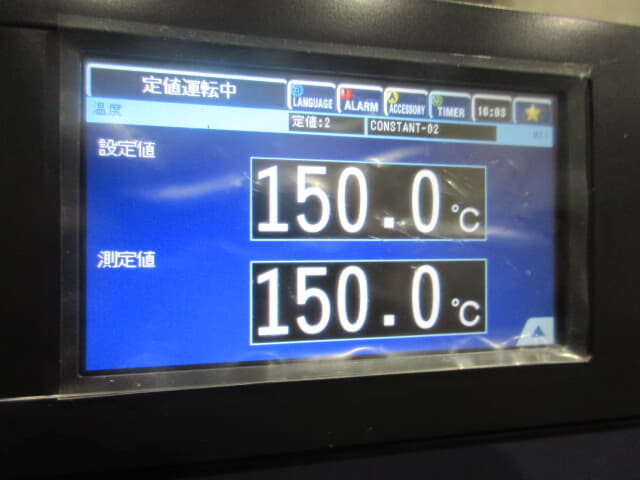 定値運転中 LANGUAGE ALARM ACCESSORY TIMER 16:03
温度 定値:2 CONSTANT-02
設定値
150.0 ℃
測定値
150.0 ℃